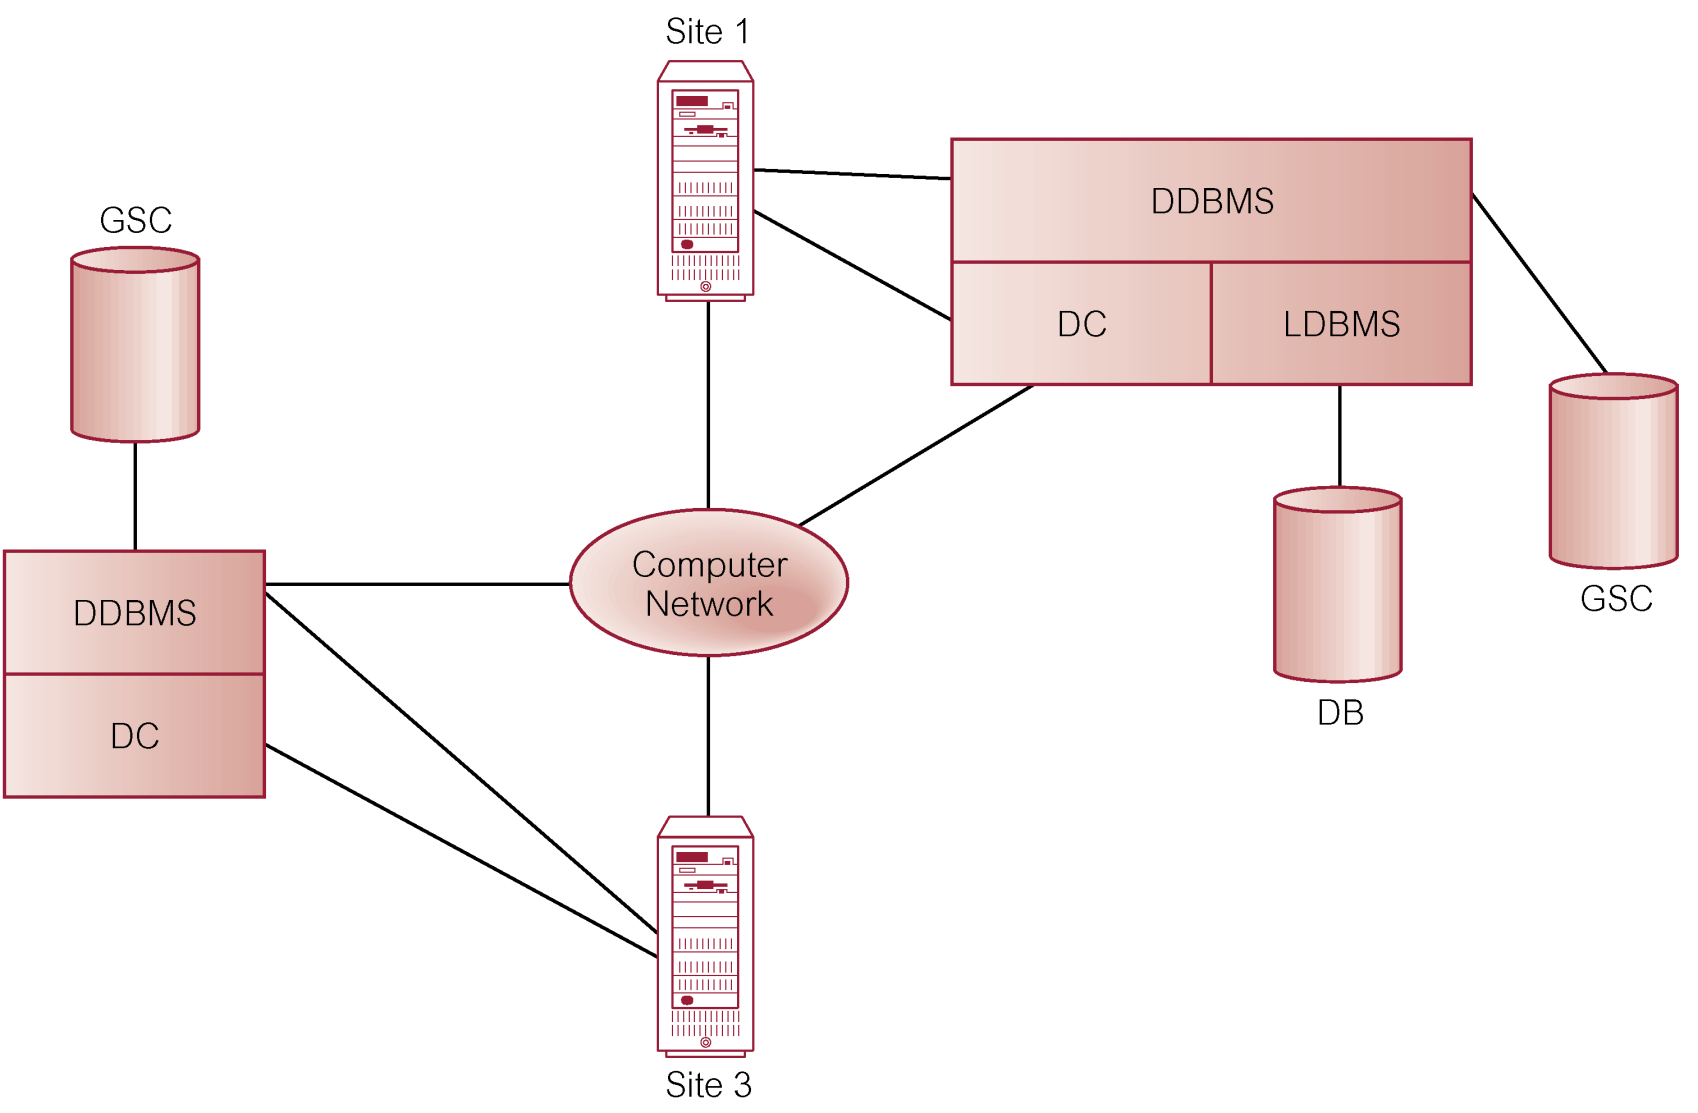 Site 1
DDBMS
GSC
DC
LDBMS
Computer
Network
GSC
DDBMS
DB
DC
Site 3